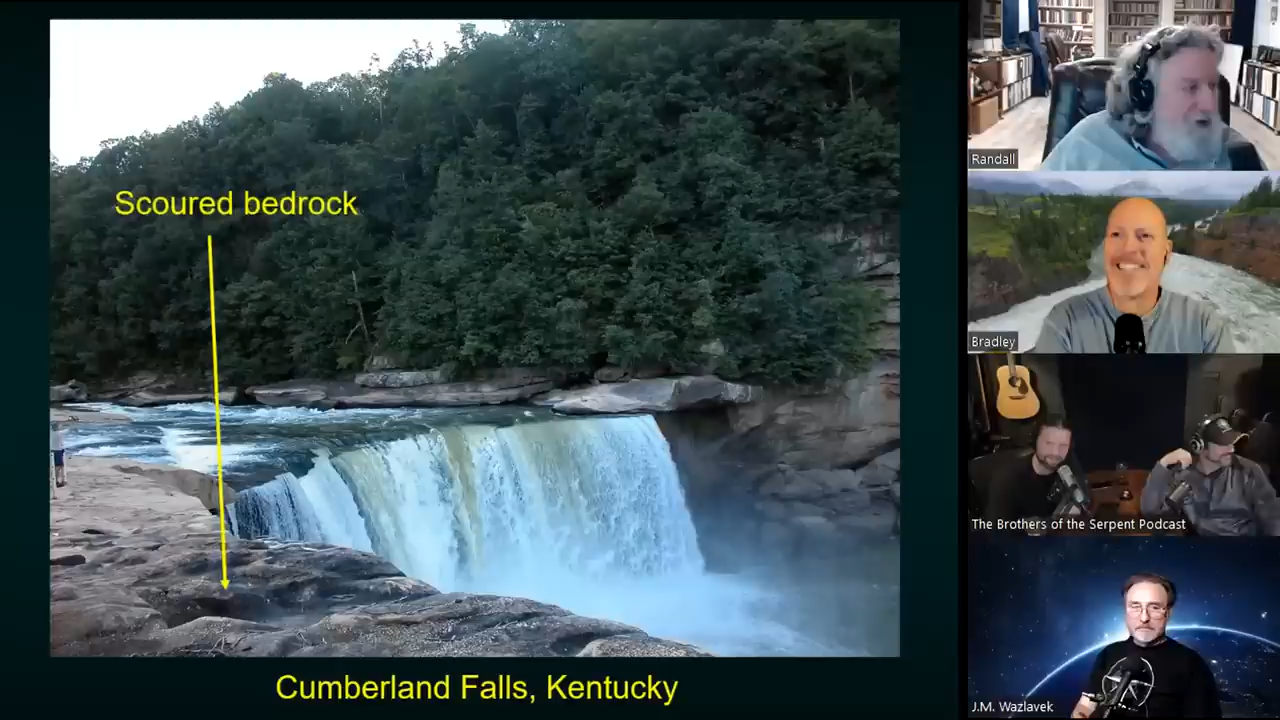 Scoured bedrock
Cumberland Falls, Kentucky
Randall
Bradley
The Brothers of the Serpent Podcast
J.M. Wazlavek